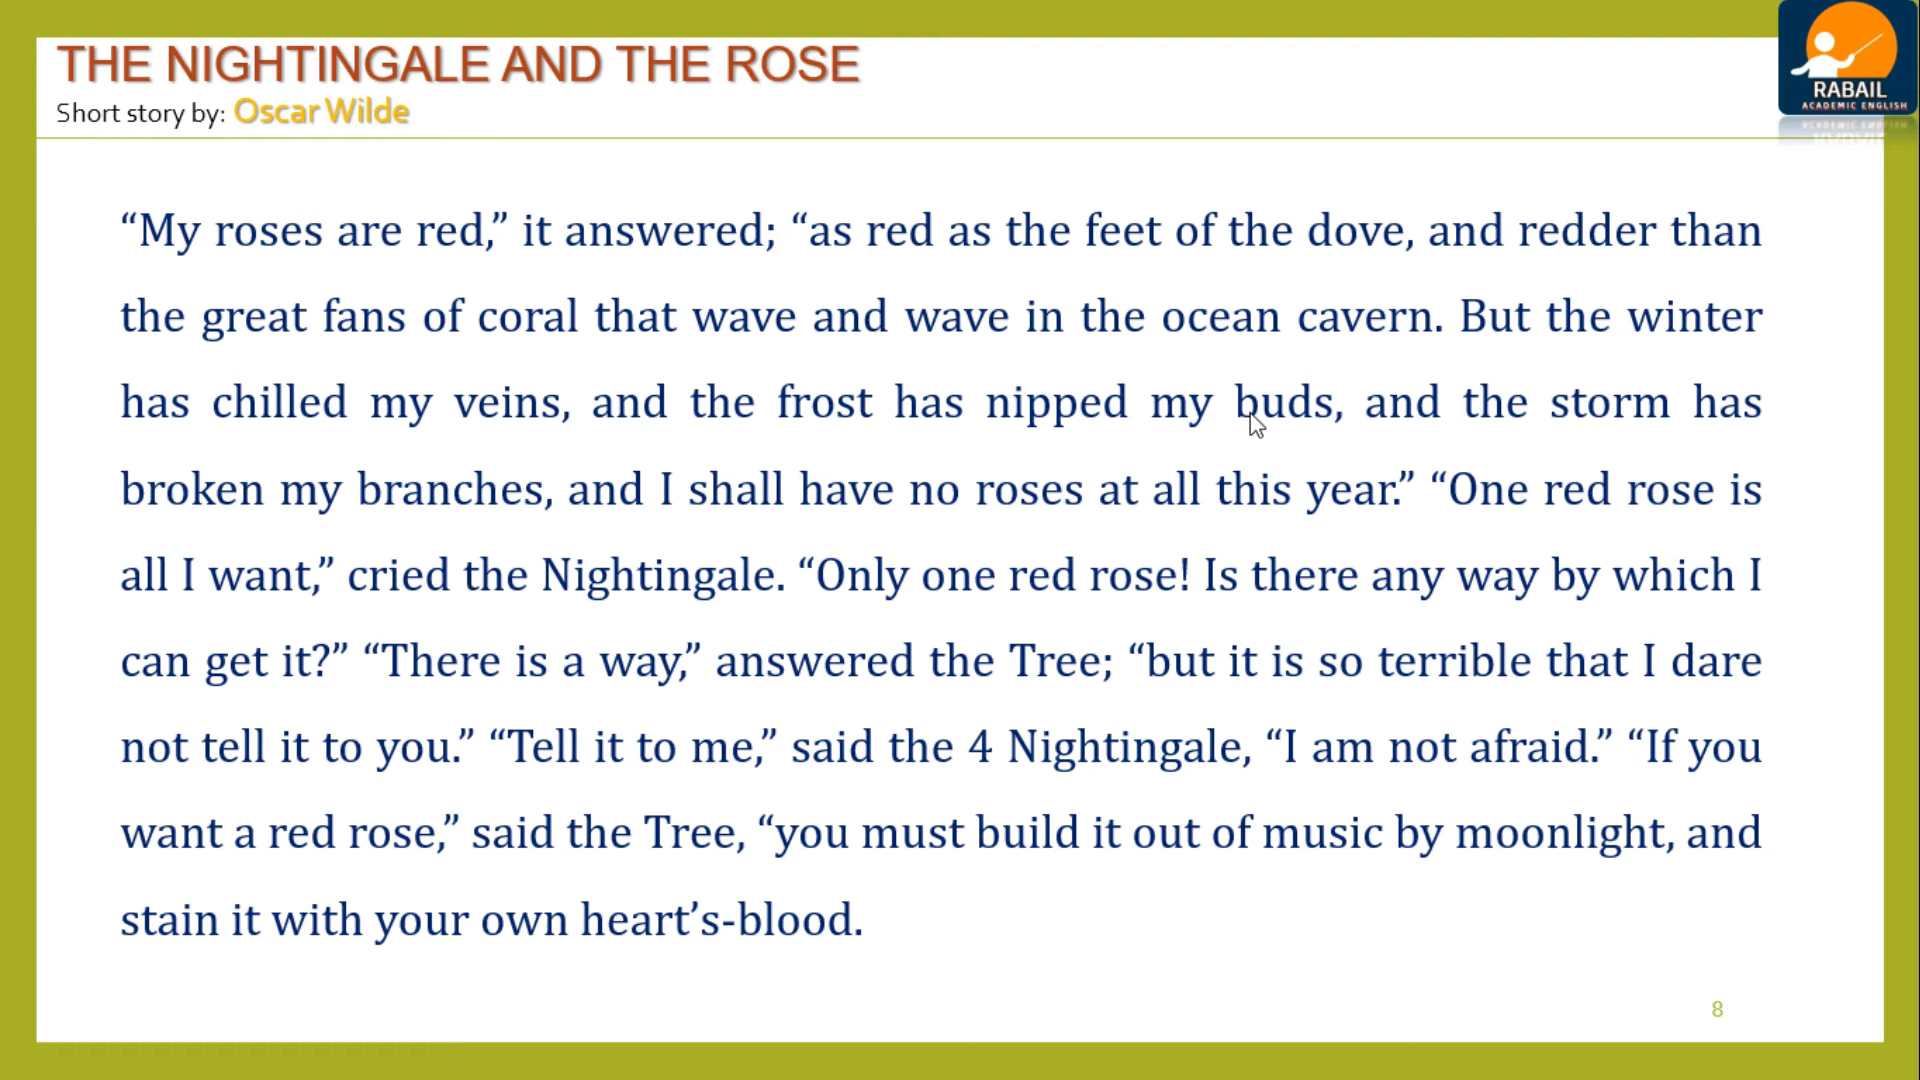 THE NIGHTINGALE AND THE ROSE
Short story by: Oscar Wilde
RABAIL
ACADEMIC ENGLISH
“My roses are red,” it answered; “as red as the feet of the dove, and redder than
the great fans of coral that wave and wave in the ocean cavern. But the winter
has chilled my veins, and the frost has nipped my buds, and the storm has
broken my branches, and I shall have no roses at all this year.” “One red rose is
all I want,” cried the Nightingale. “Only one red rose! Is there any way by which I
can get it?” “There is a way,” answered the Tree; “but it is so terrible that I dare
not tell it to you.” “Tell it to me,” said the 4 Nightingale, “I am not afraid.” “If you
want a red rose,” said the Tree, “you must build it out of music by moonlight, and
stain it with your own heart’s-blood.
8